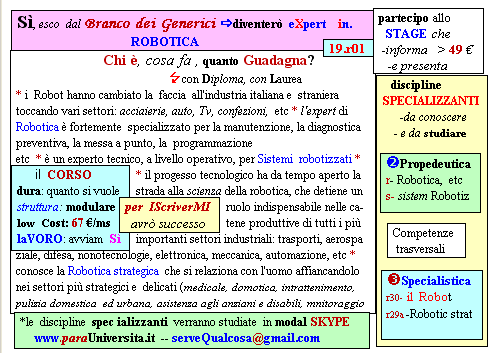 Sì, esco dal Branco dei Generici ⇨diventerò eXpert in.
ROBOTICA
19.r01
Chi è, cosa fa , quanto Guadagna?
con Diploma, con Laurea
* i Robot hanno cambiato la faccia all'industria italiana e straniera
toccando vari settori: acciaierie, auto, Tv, confezioni, etc * l'expert di
Robotica è fortemente specializzato per la manutenzione, la diagnostica
preventiva, la messa a punto, la programmazione
etc * è un experto tecnico, a livello operativo, per Sistemi robotizzati *
* il progesso tecnologico ha da tempo aperto la
strada alla scienza della robotica, che detiene un
ruolo indispensabile nelle ca-
tene produttive di tutti i più
importanti settori industriali: trasporti, aerospa
ziale, difesa, nonotecnologie, elettronica, meccanica, automazione, etc *
conosce la Robotica strategica che si relaziona con l'uomo affiancandolo
nei settori più strategici e delicati (medicale, domotica, intrattenimento,
pulizia domestica ed urbana, asistenza agli anziani e disabili, mnitoraggio
il CORSO
dura: quanto si vuole
struttura: modulare
low Cost: 67 €/ms
laVORO: avviam Si
per IScriverMI
avrò successo
*le discipline spec ializzanti verranno studiate in modal SKYPE
www.paraUniversita.it -- serveQualcosa@gmail.com
partecipo allo
STAGE che
-informa > 49 €
-e presenta
discipline
SPECIALIZZANTI
-da conoscere
- e da studiare
❷Propedeutica
r- Robotica, etc
s- sistem Robotiz
Competenze
trasversali
❸Specialistica
r30- il Robot
r29a -Robotic strat